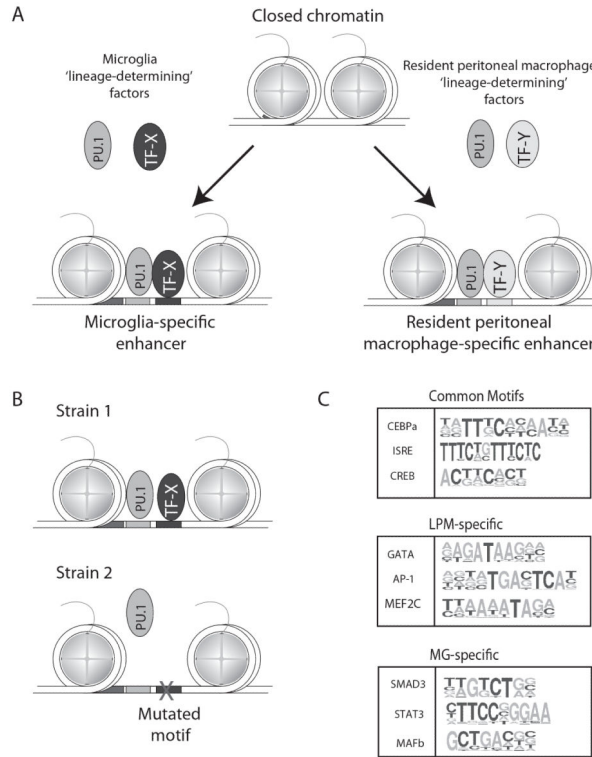 A
Closed chromatin
Microglia
'lineage-determining'
factors
Resident peritoneal macrophage
'lineage-determining'
factors
PU.1
TF-X
PU.1
TF-Y
PU.1
TF-X
PU.1
TF-Y
Microglia-specific
enhancer
Resident peritoneal
macrophage-specific enhancer
B
Strain 1
PU.1
TF-X
Strain 2
PU.1
X
Mutated
motif
C
Common Motifs
CEBPa
ISRE
CREB
LPM-specific
GATA
AP-1
MEF2C
MG-specific
SMAD3
STAT3
MAFb